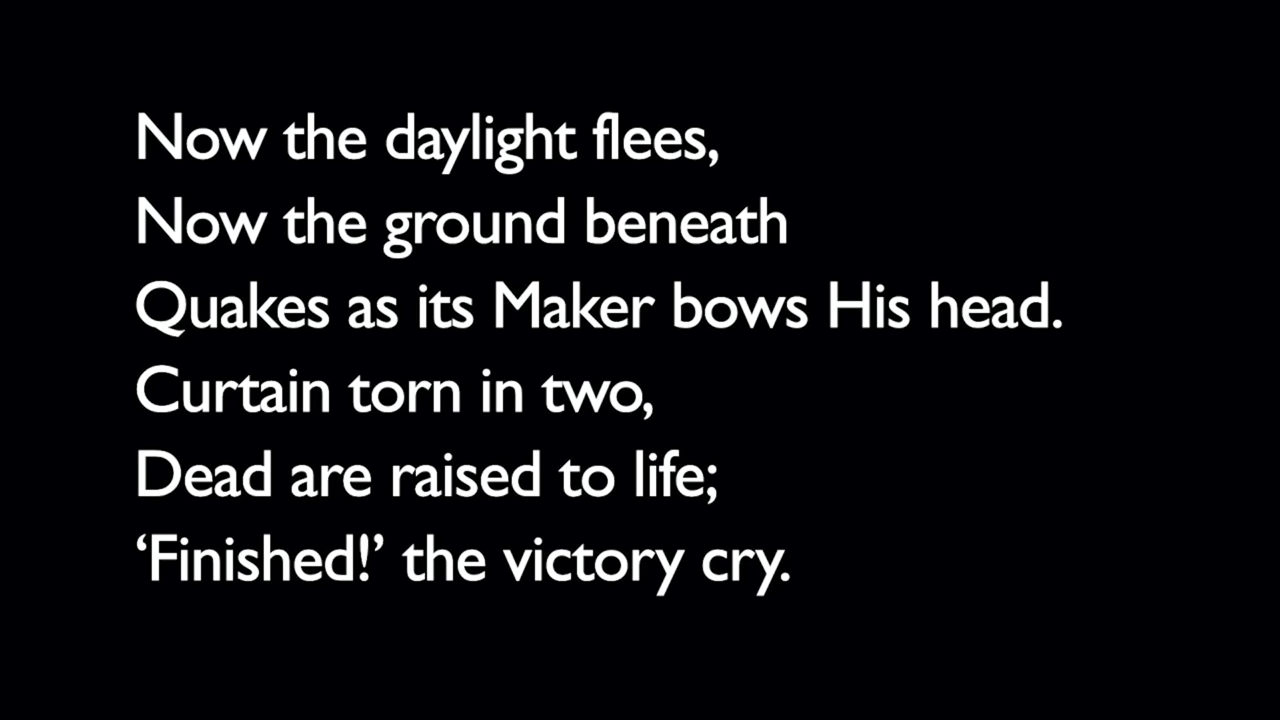 Now the daylight flees,
Now the ground beneath
Quakes as its Maker bows His head.
Curtain torn in two,
Dead are raised to life;
‘Finished!’ the victory cry.